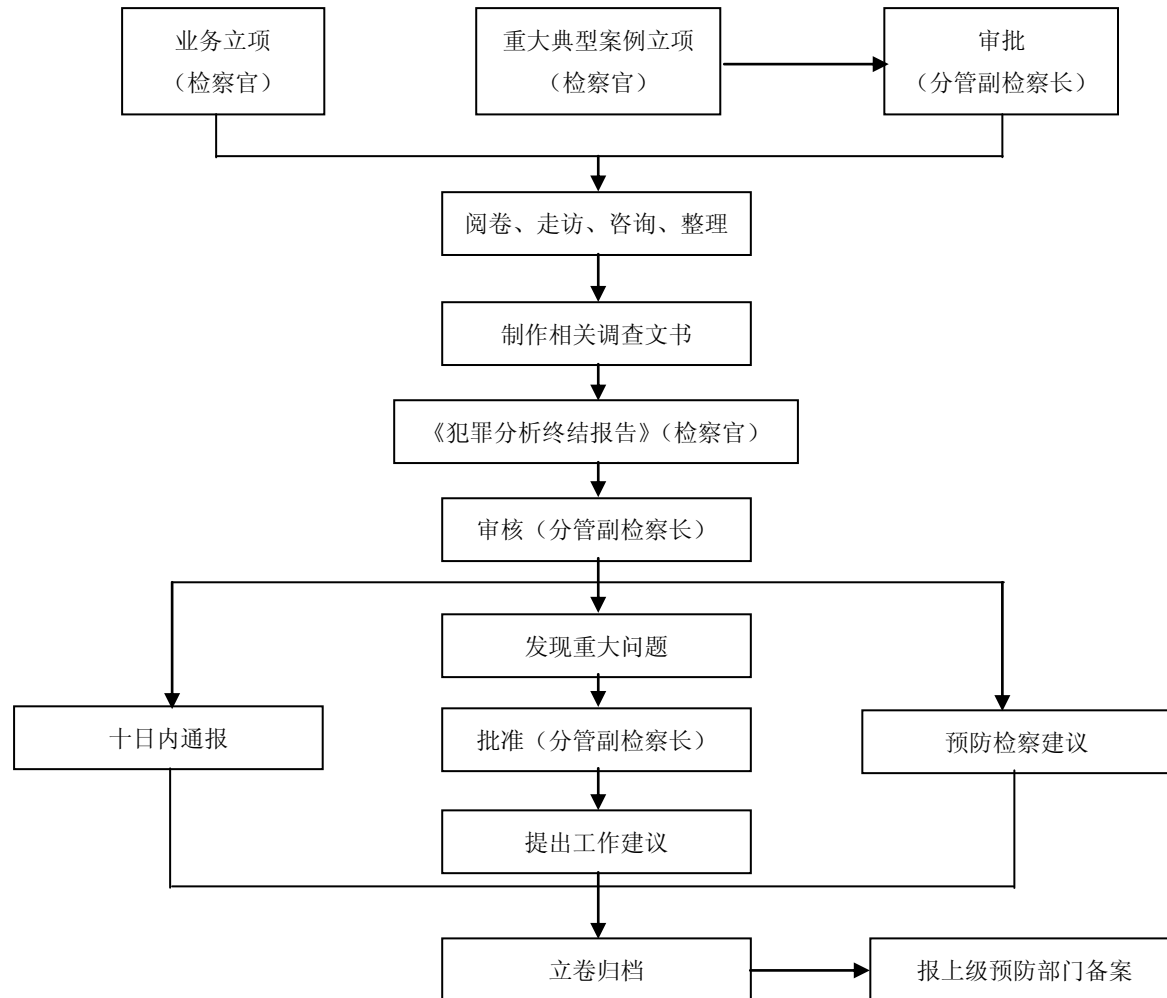 业务立项
（检察官）
重大典型案例立项
（检察官）
审批
（分管副检察长）
阅卷、走访、咨询、整理
制作相关调查文书
《犯罪分析终结报告》（检察官）
审核（分管副检察长）
发现重大问题
十日内通报
批准（分管副检察长）
预防检察建议
提出工作建议
立卷归档
报上级预防部门备案